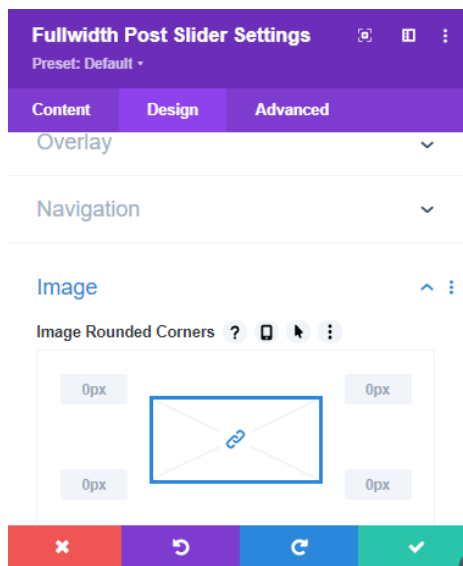 Fullwidth Post Slider Settings
Preset: Default
Content Design Advanced
Overlay
Navigation
Image
Image Rounded Corners ?
0px 0px
0px 0px